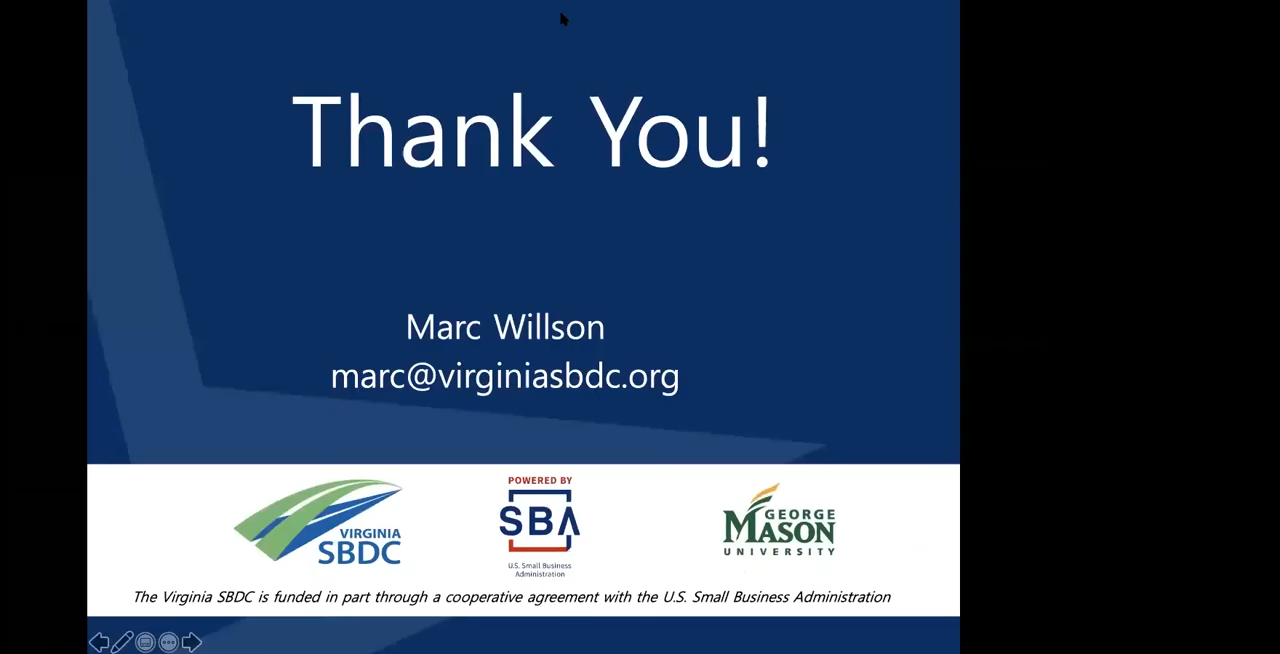 Thank You!
Marc Willson
marc@virginiasbdc.org
VIRGINIA
SBDC
POWERED BY
SBA
U.S. Small Business
Administration
GEORGE
MASON
UNIVERSITY
The Virginia SBDC is funded in part through a cooperative agreement with the U.S. Small Business Administration